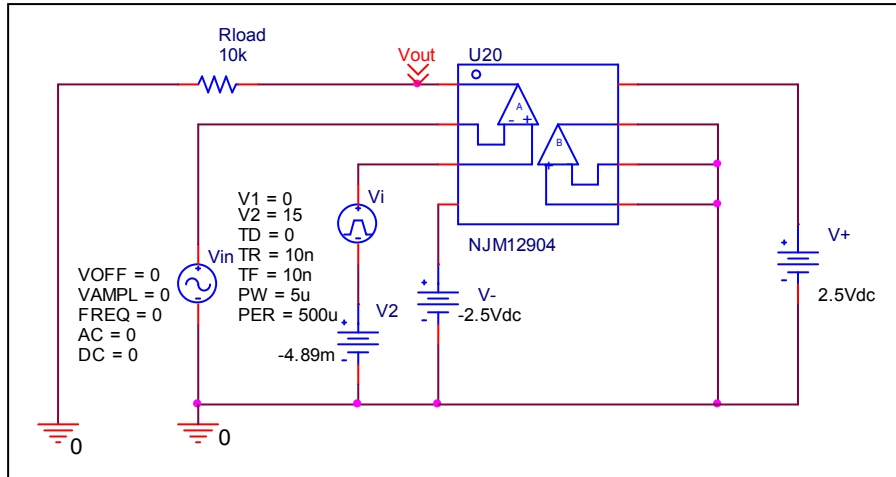 Rload
10k
Vout
U20
A
- +
B
+ -
NJM12904
V1 = 0
V2 = 15
TD = 0
TR = 10n
TF = 10n
PW = 5u
PER = 500u
Vi
+
-
Vin
+
-
VOFF = 0
VAMPL = 0
FREQ = 0
AC = 0
DC = 0
V2
+
-
-4.89m
V-
+
-
-2.5Vdc
V+
+
-
2.5Vdc
0
0